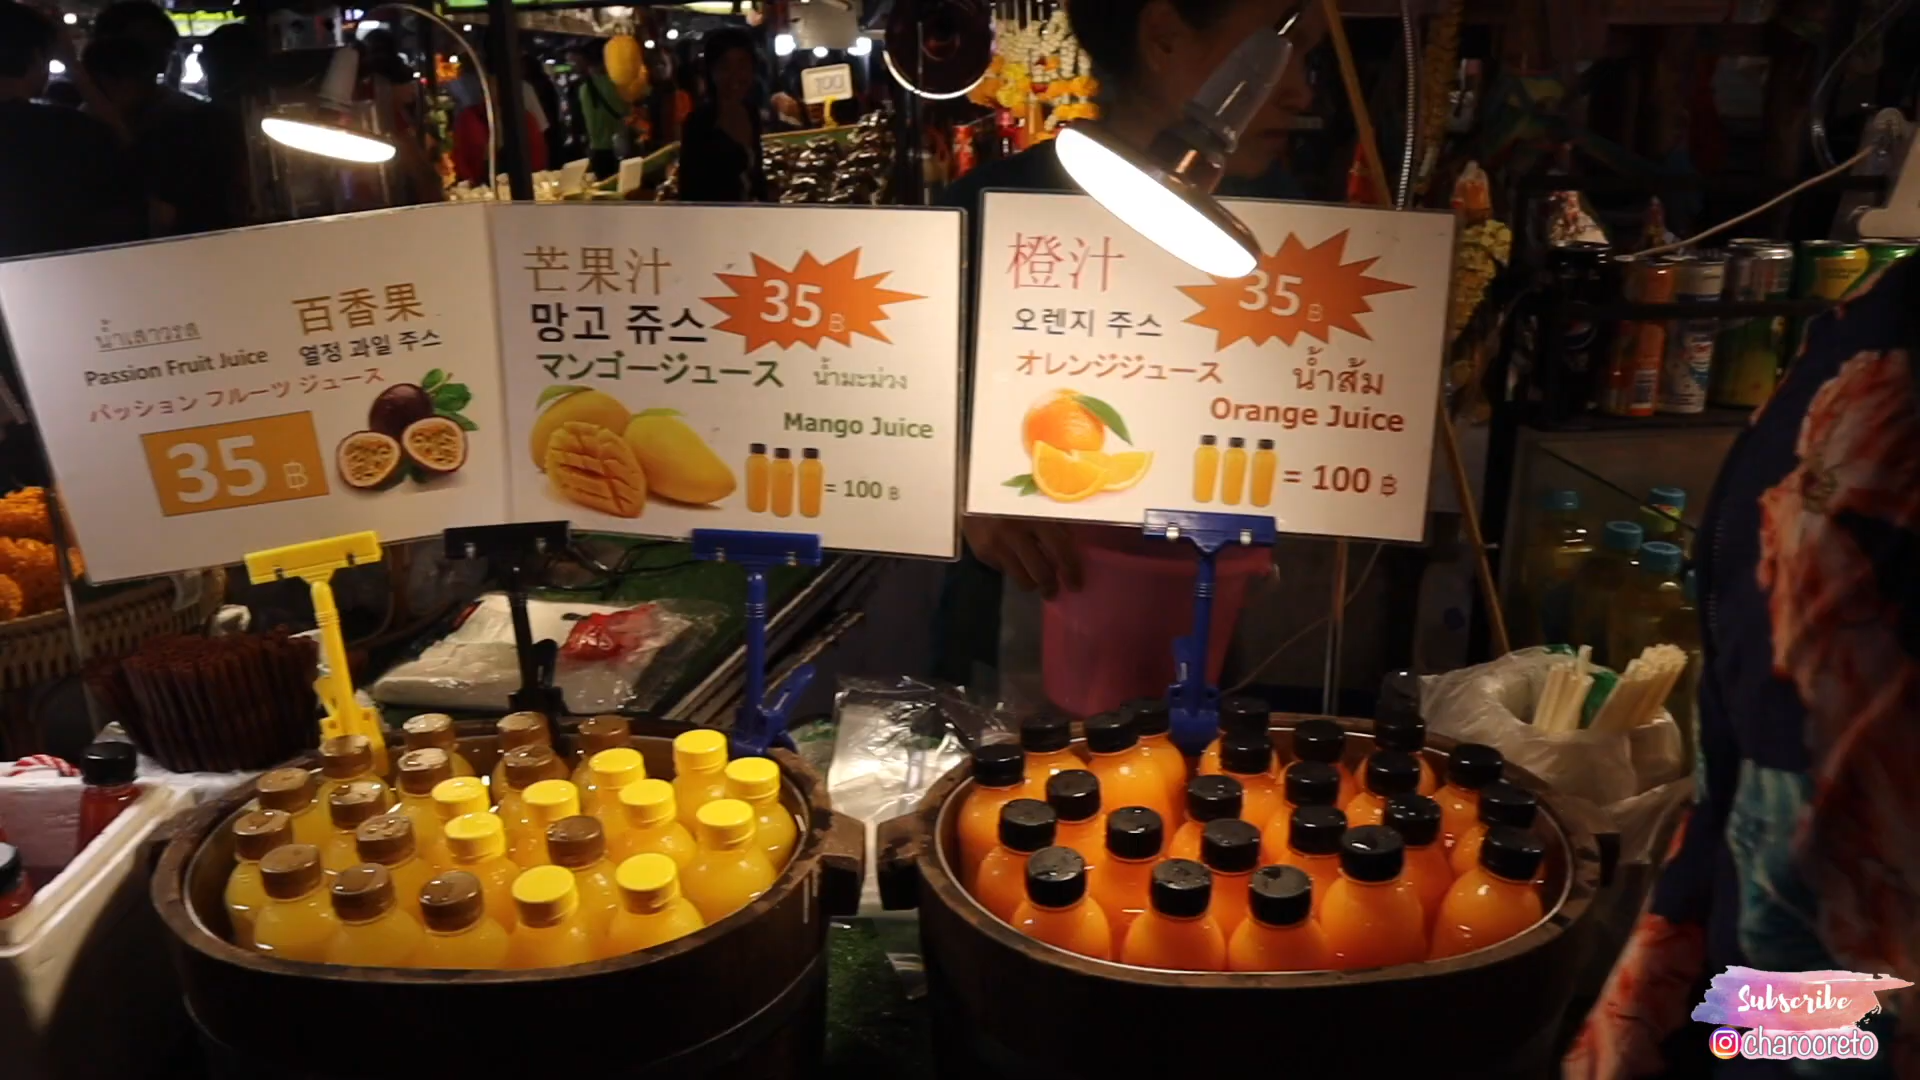 100
น้ำเสาวรส
百香果
Passion Fruit Juice
열정 과일 주스
パッション フルーツ ジュース
35 ฿
芒果汁
35 ฿
망고 쥬스
マンゴージュース
น้ำมะม่วง
Mango Juice
= 100 ฿
橙汁
35 ฿
오렌지 주스
オレンジジュース
น้ำส้ม
Orange Juice
= 100 ฿
Subscribe
charooreto